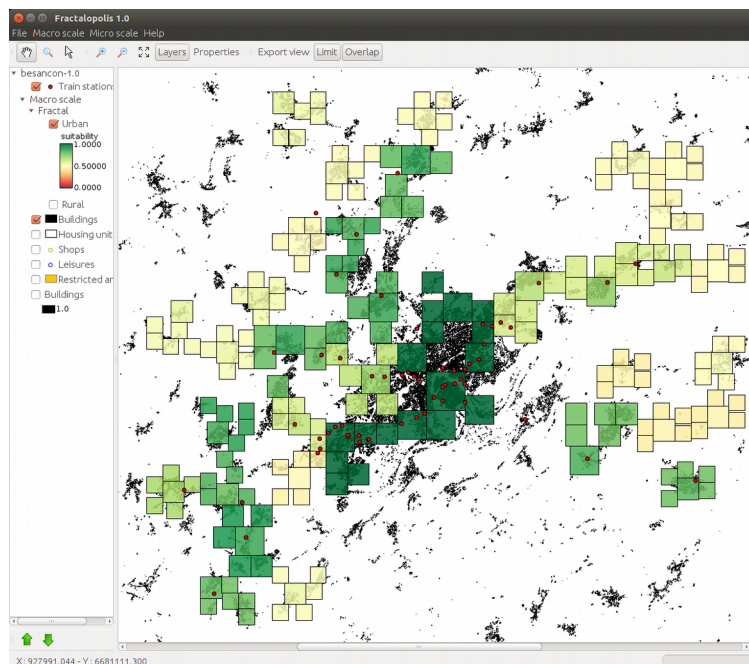 Fractalopolis 1.0
File Macro scale Micro scale Help
Layers Properties Export view Limit Overlap
besancon-1.0
Train stations
Macro scale
Fractal
Urban
suitability
1.0000
0.50000
0.0000
Rural
Buildings
Housing unit
Shops
Leisures
Restricted ar
Buildings
1.0
X: 927991.044 - Y: 6681111.300